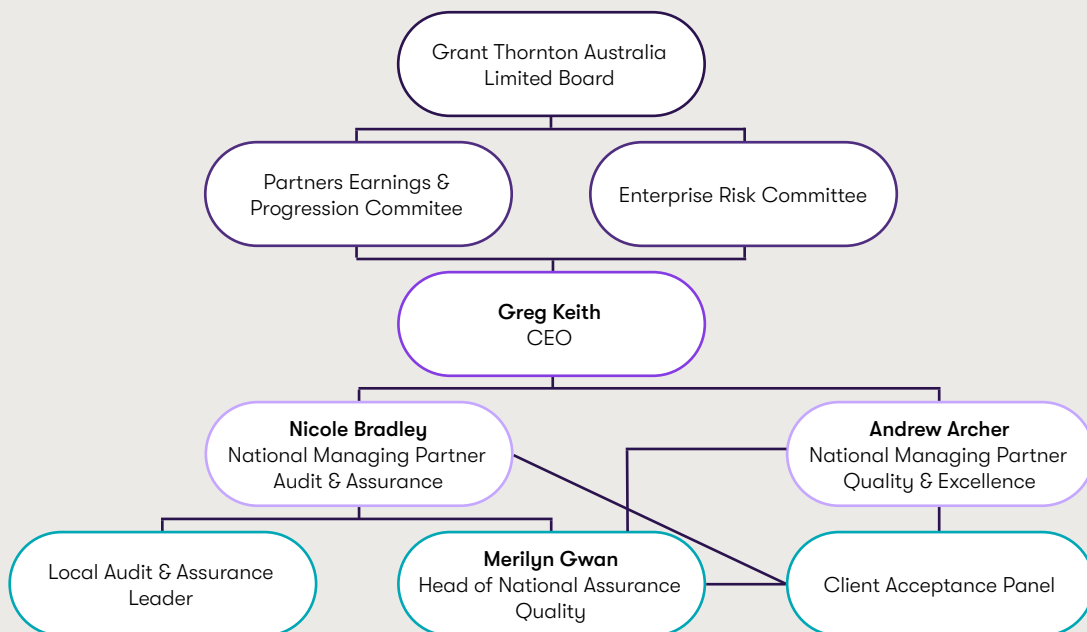 Grant Thornton Australia
Limited Board
Partners Earnings &
Progression Commitee
Enterprise Risk Committee
Greg Keith
CEO
Nicole Bradley
National Managing Partner
Audit & Assurance
Andrew Archer
National Managing Partner
Quality & Excellence
Local Audit & Assurance
Leader
Merilyn Gwan
Head of National Assurance
Quality
Client Acceptance Panel